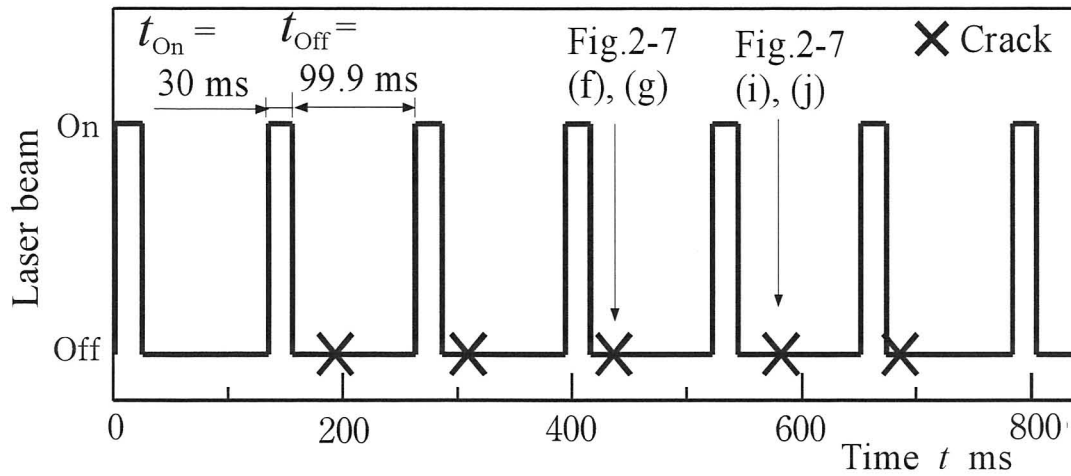 t_On = t_Off = Fig.2-7 Fig.2-7 Crack
30 ms 99.9 ms (f), (g) (i), (j)
On
Laser beam
Off
0 200 400 600 800
Time t ms